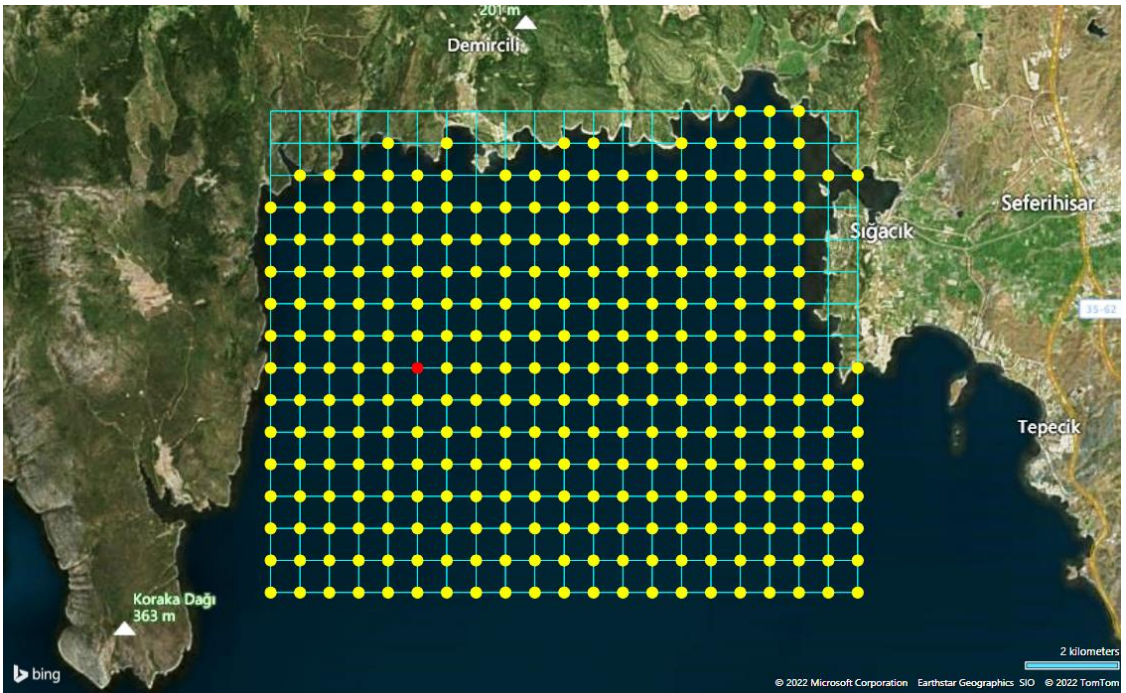 201 m
Demircili
Seferihisar
Sığacık
35-62
Tepecik
Koraka Dağı
363 m
2 kilometers
bing
© 2022 Microsoft Corporation Earthstar Geographics SIO © 2022 TomTom